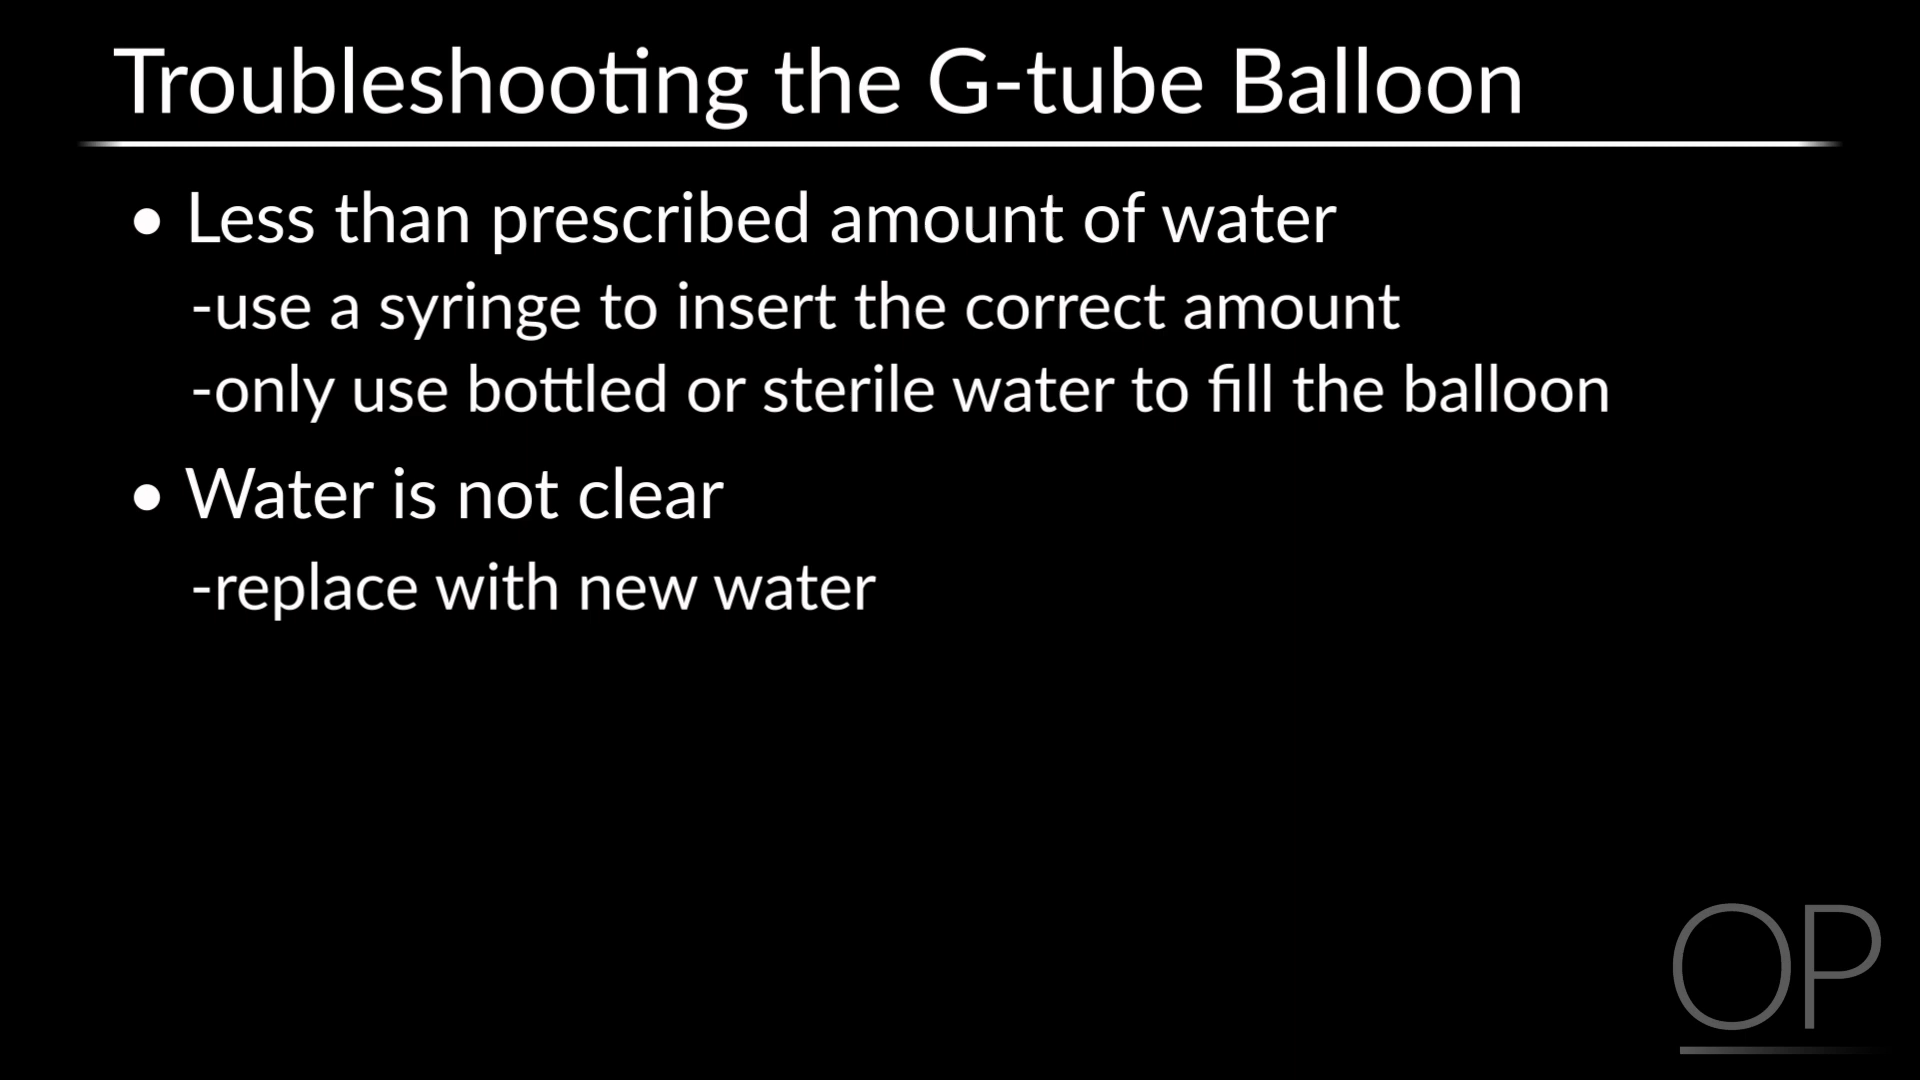 Troubleshooting the G-tube Balloon
• Less than prescribed amount of water
-use a syringe to insert the correct amount
-only use bottled or sterile water to fill the balloon
• Water is not clear
-replace with new water
OP